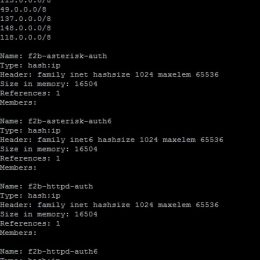 49.0.0.0/8
137.0.0.0/8
148.0.0.0/8
118.0.0.0/8
Name: f2b-asterisk-auth
Type: hash:ip
Header: family inet hashsize 1024 maxelem 65536
Size in memory: 16504
References: 1
Members:
Name: f2b-asterisk-auth6
Type: hash:ip
Header: family inet6 hashsize 1024 maxelem 65536
Size in memory: 16504
References: 1
Members:
Name: f2b-httpd-auth
Type: hash:ip
Header: family inet hashsize 1024 maxelem 65536
Size in memory: 16504
References: 1
Members:
Name: f2b-httpd-auth6
Type: hash:ip